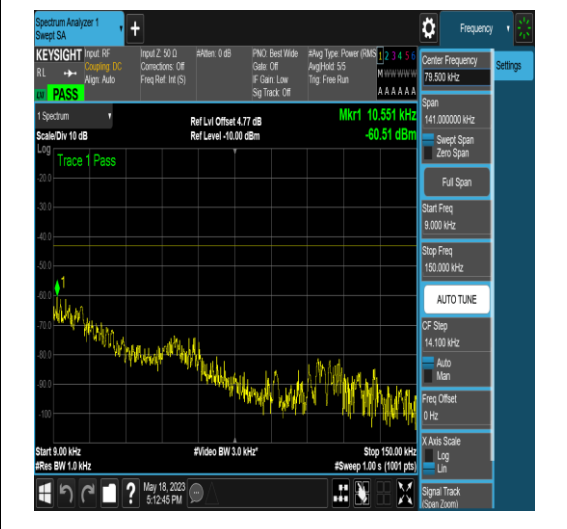 Spectrum Analyzer 1
Swept SA
+
Frequency
KEYSIGHT Input: RF Input Z: 50 Ω #Atten: 0 dB PNO: Best Wide #Avg Type: Power (RMS 1 2 3 4 5 6
RL Coupling: DC Corrections: Off Gate: Off Avg|Hold: 5/5 M W W W W W
Align: Auto Freq Ref: Int (S) IF Gain: Low Trig: Free Run
Sig Track: Off A A A A A A
PASS
1 Spectrum
Ref Lvl Offset 4.77 dB Mkr1 10.551 kHz
Scale/Div 10 dB Ref Level -10.00 dBm -60.51 dBm
Log
Trace 1 Pass
-20.0
-30.0
-40.0
-50.0
1
-60.0
-70.0
-80.0
-90.0
-100
Start 9.00 kHz #Video BW 3.0 kHz* Stop 150.00 kHz
#Res BW 1.0 kHz #Sweep 1.00 s (1001 pts)
?
May 18, 2023
5:12:45 PM
Center Frequency
79.500 kHz
Settings
Span
141.000000 kHz
Swept Span
Zero Span
Full Span
Start Freq
9.000 kHz
Stop Freq
150.000 kHz
AUTO TUNE
CF Step
14.100 kHz
Auto
Man
Freq Offset
0 Hz
X Axis Scale
Log
Lin
Signal Track
(Span Zoom)